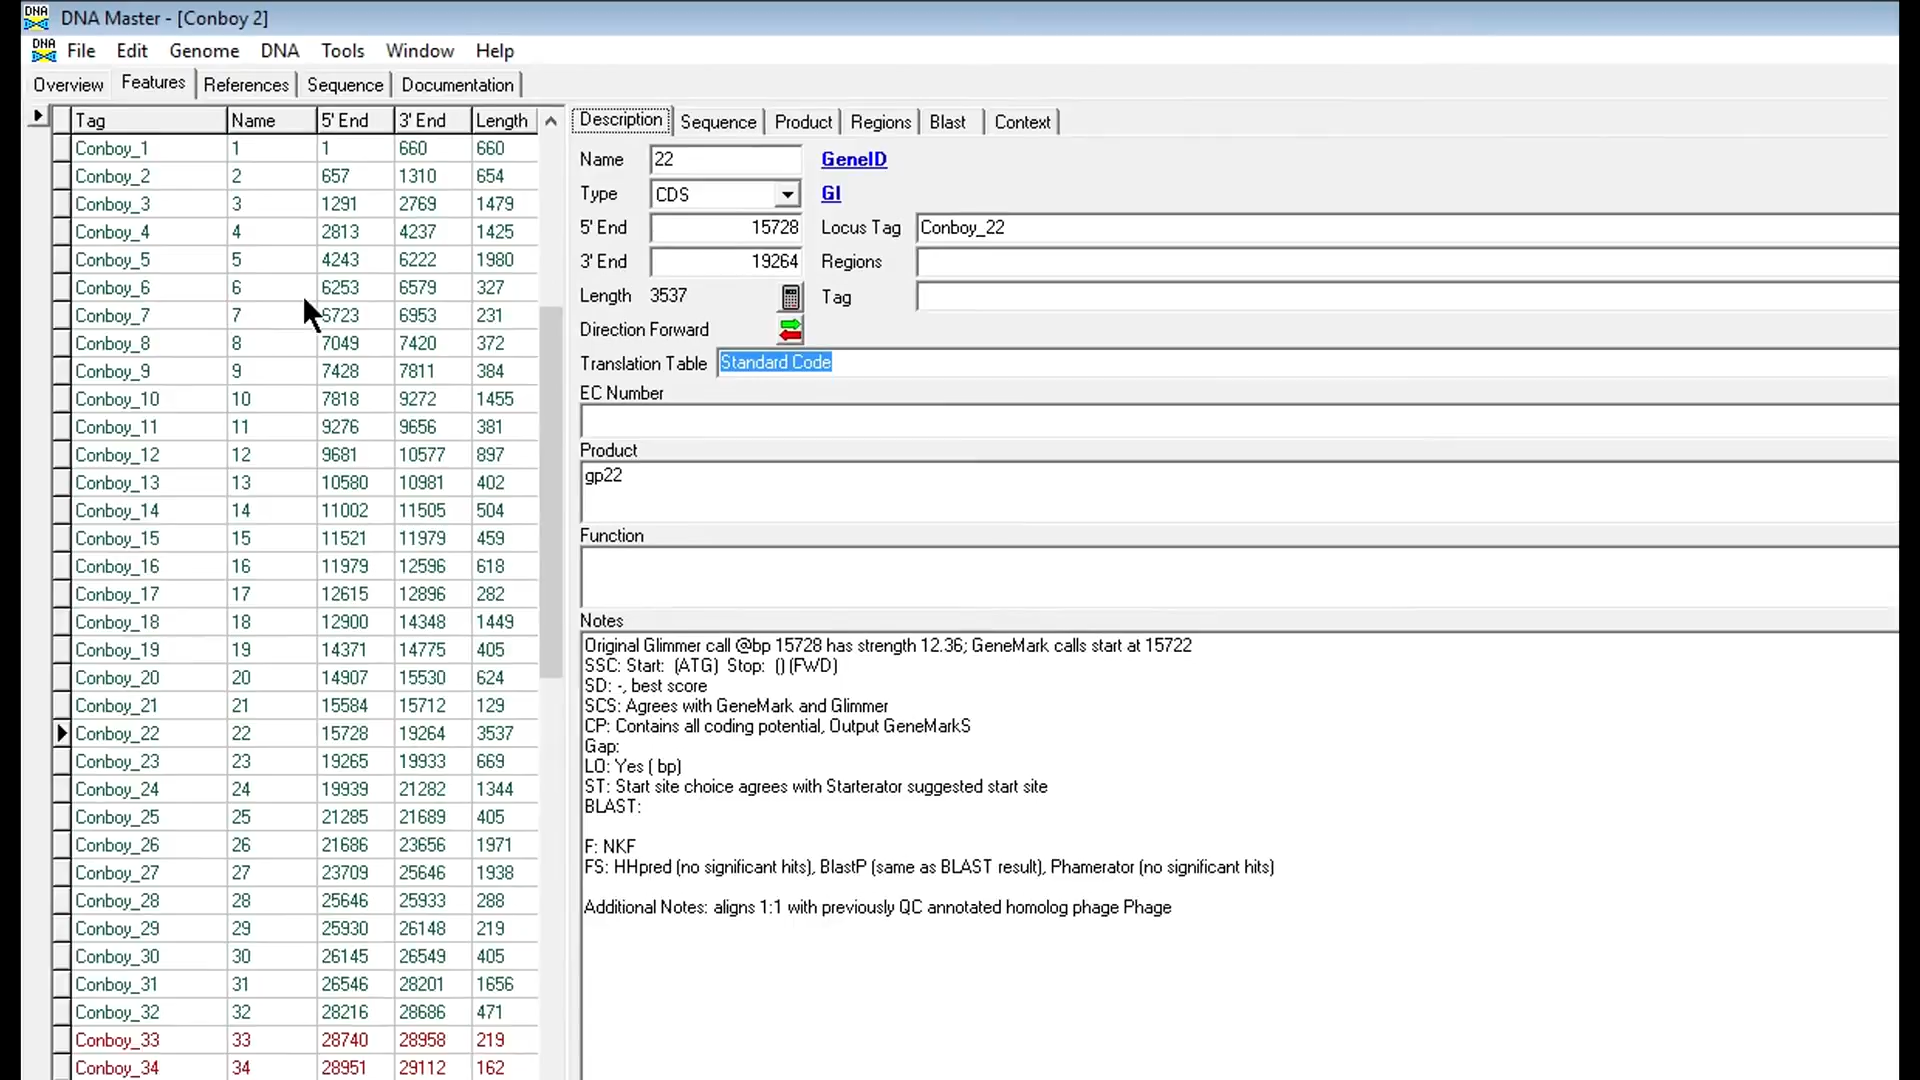 DNA Master - [Conboy 2]
File Edit Genome DNA Tools Window Help
Overview Features References Sequence Documentation
Tag Name 5' End 3' End Length
Conboy_1 1 1 660 660
Conboy_2 2 657 1310 654
Conboy_3 3 1291 2769 1479
Conboy_4 4 2813 4237 1425
Conboy_5 5 4243 6222 1980
Conboy_6 6 6253 6579 327
Conboy_7 7 6723 6953 231
Conboy_8 8 7049 7420 372
Conboy_9 9 7428 7811 384
Conboy_10 10 7818 9272 1455
Conboy_11 11 9276 9656 381
Conboy_12 12 9681 10577 897
Conboy_13 13 10580 10981 402
Conboy_14 14 11002 11505 504
Conboy_15 15 11521 11979 459
Conboy_16 16 11979 12596 618
Conboy_17 17 12615 12896 282
Conboy_18 18 12900 14348 1449
Conboy_19 19 14371 14775 405
Conboy_20 20 14907 15530 624
Conboy_21 21 15584 15712 129
Conboy_22 22 15728 19264 3537
Conboy_23 23 19265 19933 669
Conboy_24 24 19939 21282 1344
Conboy_25 25 21285 21689 405
Conboy_26 26 21686 23656 1971
Conboy_27 27 23709 25646 1938
Conboy_28 28 25646 25933 288
Conboy_29 29 25930 26148 219
Conboy_30 30 26145 26549 405
Conboy_31 31 26546 28201 1656
Conboy_32 32 28216 28686 471
Conboy_33 33 28740 28958 219
Conboy_34 34 28951 29112 162
Description Sequence Product Regions Blast Context
Name 22 GeneID
Type CDS GI
5' End 15728 Locus Tag Conboy_22
3' End 19264 Regions
Length 3537 Tag
Direction Forward
Translation Table Standard Code
EC Number
Product
gp22
Function
Notes
Original Glimmer call @bp 15728 has strength 12.36; GeneMark calls start at 15722
SSC: Start: (ATG) Stop: () (FWD)
SD: -, best score
SCS: Agrees with GeneMark and Glimmer
CP: Contains all coding potential, Output GeneMarkS
Gap:
LO: Yes ( bp)
ST: Start site choice agrees with Starterator suggested start site
BLAST:
F: NKF
FS: HHpred (no significant hits), BlastP (same as BLAST result), Phamerator (no significant hits)
Additional Notes: aligns 1:1 with previously QC annotated homolog phage Phage